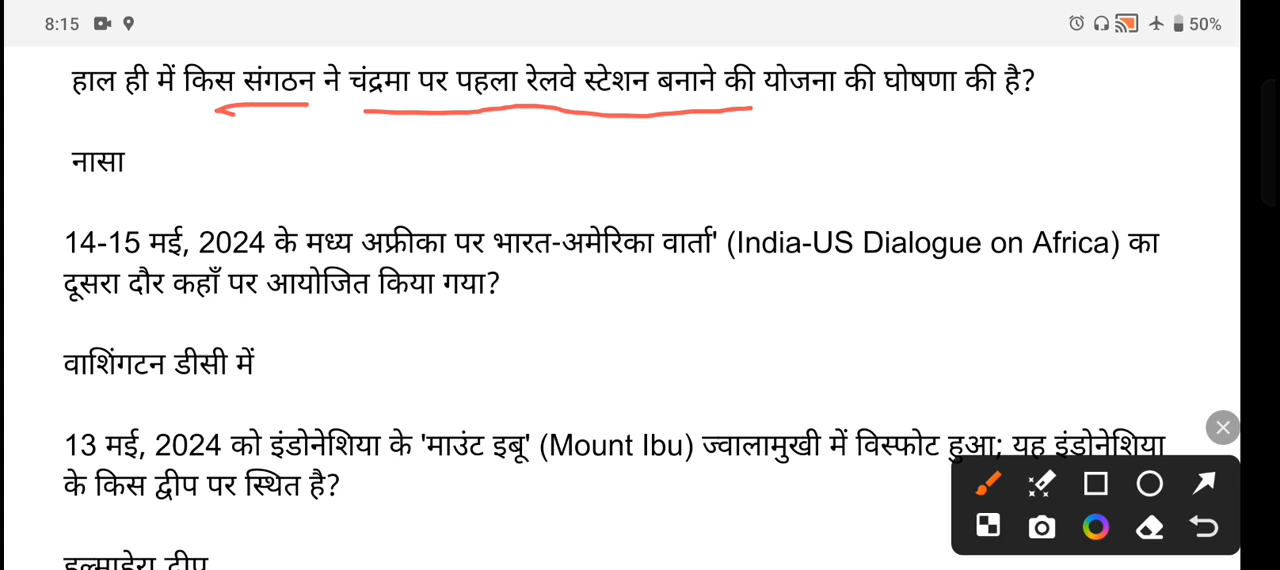 8:15
50%
हाल ही में किस संगठन ने चंद्रमा पर पहला रेलवे स्टेशन बनाने की योजना की घोषणा की है?
नासा
14-15 मई, 2024 के मध्य अफ्रीका पर भारत-अमेरिका वार्ता' (India-US Dialogue on Africa) का
दूसरा दौर कहाँ पर आयोजित किया गया?
वाशिंगटन डीसी में
13 मई, 2024 को इंडोनेशिया के 'माउंट इबू' (Mount Ibu) ज्वालामुखी में विस्फोट हुआ; यह इंडोनेशिया
के किस द्वीप पर स्थित है?
हल्माहेरा द्वीप